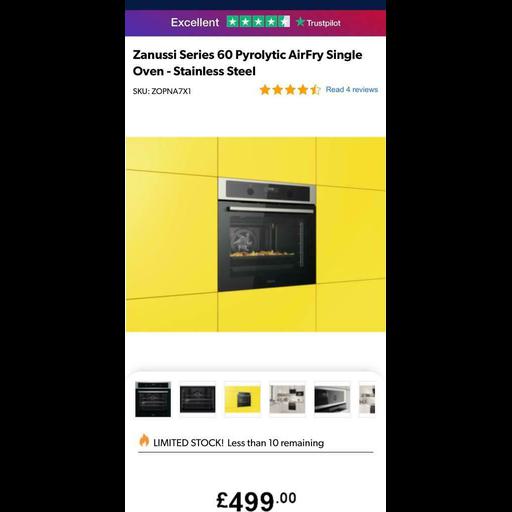 Excellent ★ Trustpilot
Zanussi Series 60 Pyrolytic AirFry Single
Oven - Stainless Steel
SKU: ZOPNA7X1
Read 4 reviews
LIMITED STOCK! Less than 10 remaining
£499.00